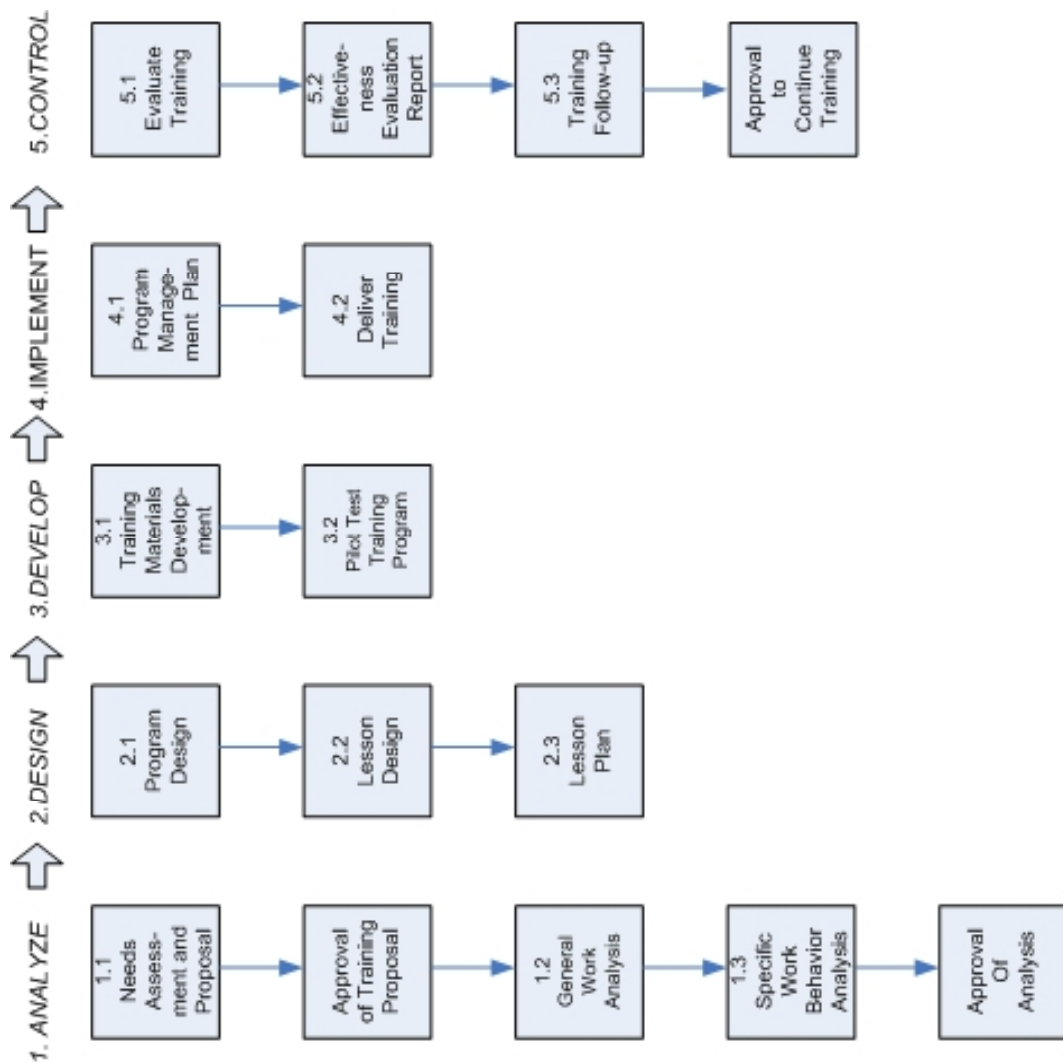 1. ANALYZE
2.DESIGN
3.DEVELOP
4.IMPLEMENT
5.CONTROL
1.1
Needs
Assess-
ment and
Proposal
Approval
of Training
Proposal
1.2
General
Work
Analysis
1.3
Specific
Work
Behavior
Analysis
Approval
Of
Analysis
2.1
Program
Design
2.2
Lesson
Design
2.3
Lesson
Plan
3.1
Training
Materials
Develop-
ment
3.2
Pilot Test
Training
Program
4.1
Program
Manage-
ment Plan
4.2
Deliver
Training
5.1
Evaluate
Training
5.2
Effective-
ness
Evaluation
Report
5.3
Training
Follow-up
Approval
to
Continue
Training